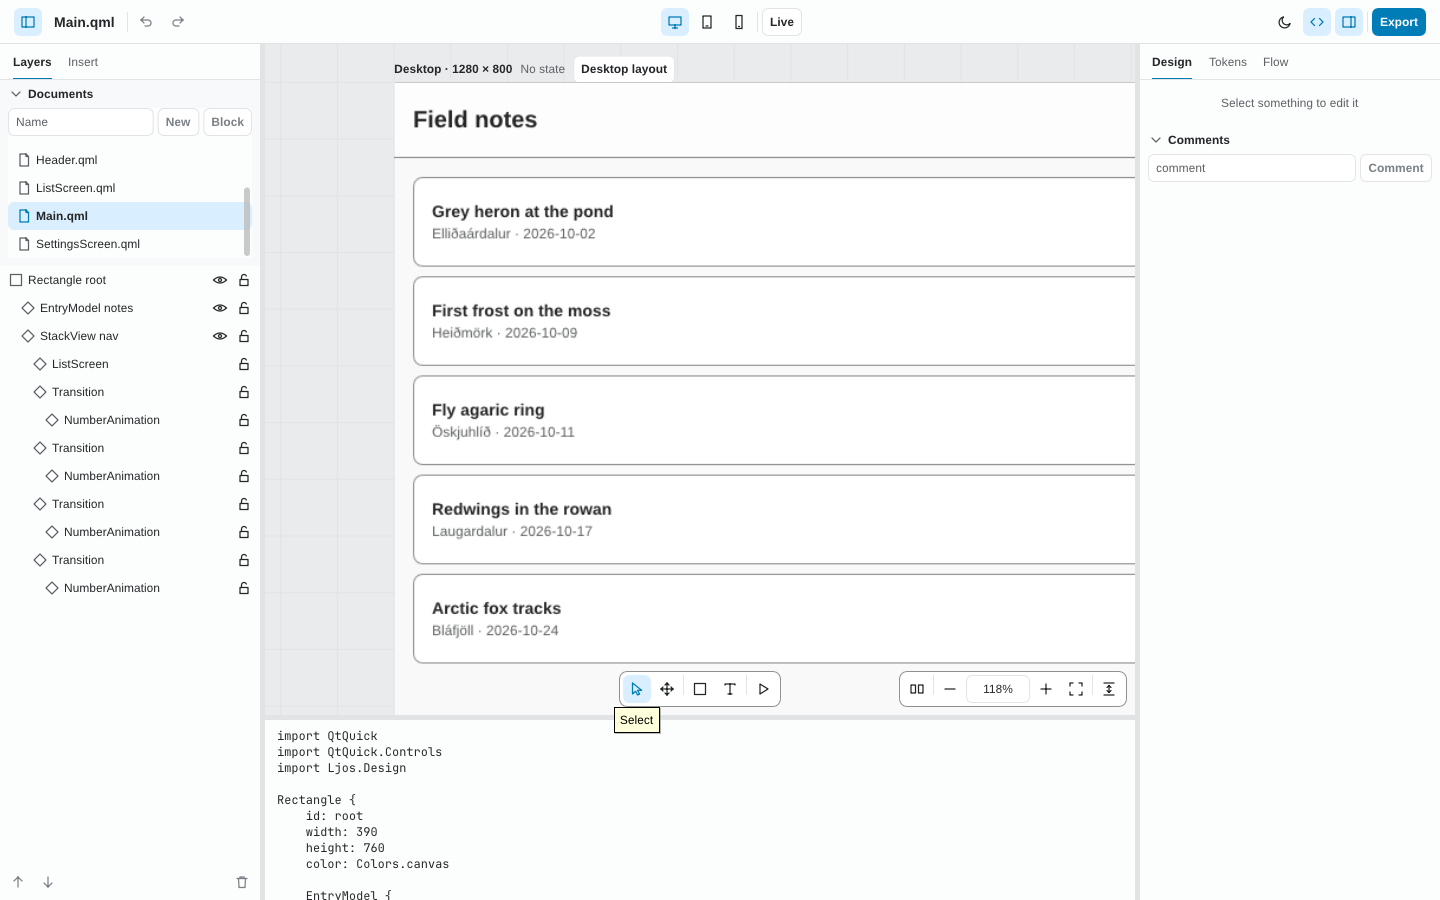 Main.qml
Live
Export
Layers
Insert
Documents
Name
New
Block
Header.qml
ListScreen.qml
Main.qml
SettingsScreen.qml
Rectangle root
EntryModel notes
StackView nav
ListScreen
Transition
NumberAnimation
Transition
NumberAnimation
Transition
NumberAnimation
Transition
NumberAnimation
Desktop · 1280 × 800
No state
Desktop layout
Field notes
Grey heron at the pond
Elliðaárdalur · 2026-10-02
First frost on the moss
Heiðmörk · 2026-10-09
Fly agaric ring
Öskjuhlíð · 2026-10-11
Redwings in the rowan
Laugardalur · 2026-10-17
Arctic fox tracks
Bláfjöll · 2026-10-24
118%
Select
import QtQuick
import QtQuick.Controls
import Ljos.Design
Rectangle {
id: root
width: 390
height: 760
color: Colors.canvas
EntryModel {
Design
Tokens
Flow
Select something to edit it
Comments
comment
Comment